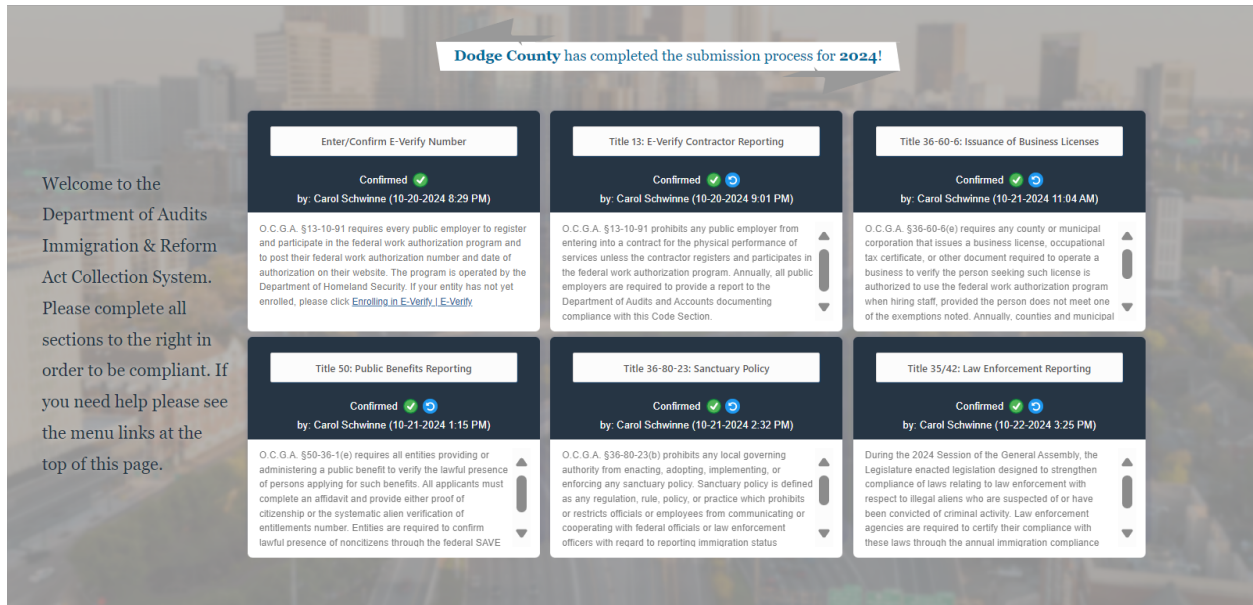 Dodge County has completed the submission process for 2024!
Welcome to the
Department of Audits
Immigration & Reform
Act Collection System.
Please complete all
sections to the right in
order to be compliant. If
you need help please see
the menu links at the
top of this page.
Enter/Confirm E-Verify Number
Confirmed
by: Carol Schwinne (10-20-2024 8:29 PM)
O.C.G.A. §13-10-91 requires every public employer to register
and participate in the federal work authorization program and
to post their federal work authorization number and date of
authorization on their website. The program is operated by the
Department of Homeland Security. If your entity has not yet
enrolled, please click Enrolling in E-Verify | E-Verify
Title 13: E-Verify Contractor Reporting
Confirmed
by: Carol Schwinne (10-20-2024 9:01 PM)
O.C.G.A. §13-10-91 prohibits any public employer from
entering into a contract for the physical performance of
services unless the contractor registers and participates in
the federal work authorization program. Annually, all public
employers are required to provide a report to the
Department of Audits and Accounts documenting
compliance with this Code Section.
Title 36-60-6: Issuance of Business Licenses
Confirmed
by: Carol Schwinne (10-21-2024 11:04 AM)
O.C.G.A. §36-60-6(e) requires any county or municipal
corporation that issues a business license, occupational
tax certificate, or other document required to operate a
business to verify the person seeking such license is
authorized to use the federal work authorization program
when hiring staff, provided the person does not meet one
of the exemptions noted. Annually, counties and municipal
Title 50: Public Benefits Reporting
Confirmed
by: Carol Schwinne (10-21-2024 1:15 PM)
O.C.G.A. §50-36-1(e) requires all entities providing or
administering a public benefit to verify the lawful presence
of persons applying for such benefits. All applicants must
complete an affidavit and provide either proof of
citizenship or the systematic alien verification of
entitlements number. Entities are required to confirm
lawful presence of noncitizens through the federal SAVE
Title 36-80-23: Sanctuary Policy
Confirmed
by: Carol Schwinne (10-21-2024 2:32 PM)
O.C.G.A. §36-80-23(b) prohibits any local governing
authority from enacting, adopting, implementing, or
enforcing any sanctuary policy. Sanctuary policy is defined
as any regulation, rule, policy, or practice which prohibits
or restricts officials or employees from communicating or
cooperating with federal officials or law enforcement
officers with regard to reporting immigration status
Title 35/42: Law Enforcement Reporting
Confirmed
by: Carol Schwinne (10-22-2024 3:25 PM)
During the 2024 Session of the General Assembly, the
Legislature enacted legislation designed to strengthen
compliance of laws relating to law enforcement with
respect to illegal aliens who are suspected of or have
been convicted of criminal activity. Law enforcement
agencies are required to certify their compliance with
these laws through the annual immigration compliance